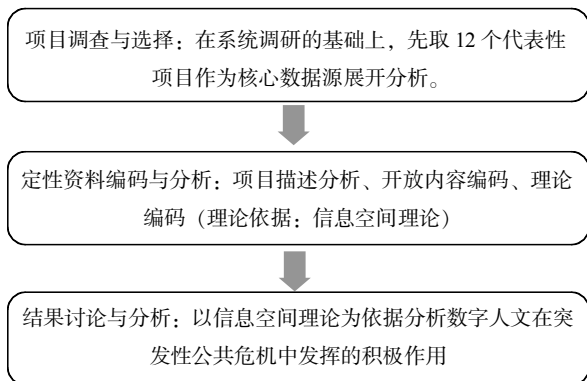 项目调查与选择：在系统调研的基础上，先取 12 个代表性
项目作为核心数据源展开分析。
定性资料编码与分析：项目描述分析、开放内容编码、理论
编码（理论依据：信息空间理论）
结果讨论与分析：以信息空间理论为依据分析数字人文在突
发性公共危机中发挥的积极作用